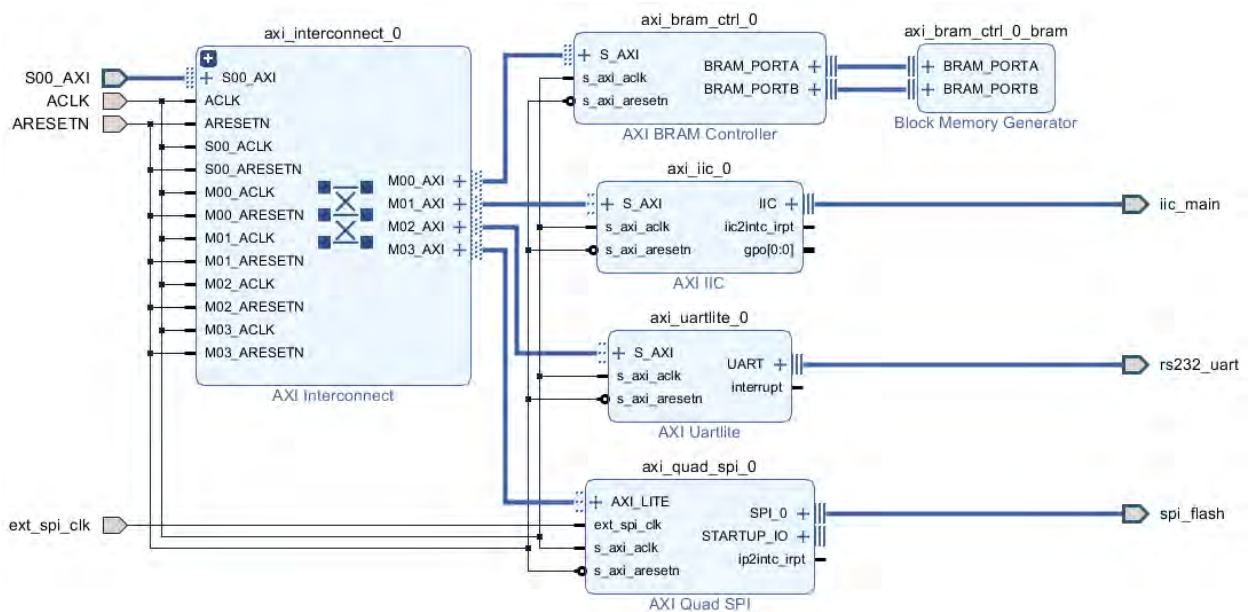 S00_AXI
ACLK
ARESETN
ext_spi_clk
axi_interconnect_0
S00_AXI
ACLK
ARESETN
S00_ACLK
S00_ARESETN
M00_ACLK
M00_ARESETN
M01_ACLK
M01_ARESETN
M02_ACLK
M02_ARESETN
M03_ACLK
M03_ARESETN
M00_AXI
M01_AXI
M02_AXI
M03_AXI
AXI Interconnect
axi_bram_ctrl_0
S_AXI
s_axi_aclk
s_axi_aresetn
BRAM_PORTA
BRAM_PORTB
AXI BRAM Controller
axi_bram_ctrl_0_bram
BRAM_PORTA
BRAM_PORTB
Block Memory Generator
axi_iic_0
S_AXI
s_axi_aclk
s_axi_aresetn
IIC
iic2intc_irpt
gpo[0:0]
AXI IIC
iic_main
axi_uartlite_0
S_AXI
s_axi_aclk
s_axi_aresetn
UART
interrupt
AXI Uartlite
rs232_uart
axi_quad_spi_0
AXI_LITE
ext_spi_clk
s_axi_aclk
s_axi_aresetn
SPI_0
STARTUP_IO
ip2intc_irpt
AXI Quad SPI
spi_flash